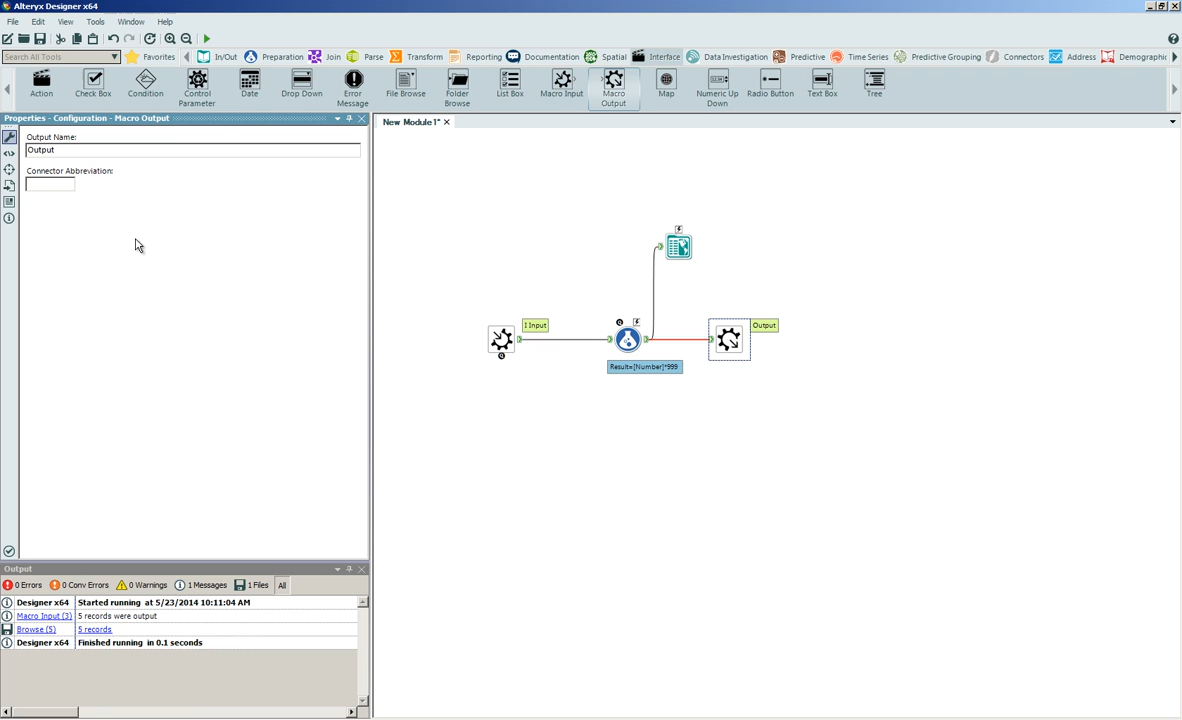 Alteryx Designer x64
File Edit View Tools Window Help
Search All Tools Favorites In/Out Preparation Join Parse Transform Reporting Documentation Spatial Interface Data Investigation Predictive Time Series Predictive Grouping Connectors Address Demographic
Action Check Box Condition Control Parameter Date Drop Down Error Message File Browse Folder Browse List Box Macro Input Macro Output Map Numeric Up Down Radio Button Text Box Tree
Properties - Configuration - Macro Output
New Module1*
Output Name:
Output
Connector Abbreviation:
I Input
Output
Result=[Number]*999
Output
0 Errors 0 Conv Errors 0 Warnings 1 Messages 1 Files All
Designer x64 Started running at 5/23/2014 10:11:04 AM
Macro Input (3) 5 records were output
Browse (5) 5 records
Designer x64 Finished running in 0.1 seconds